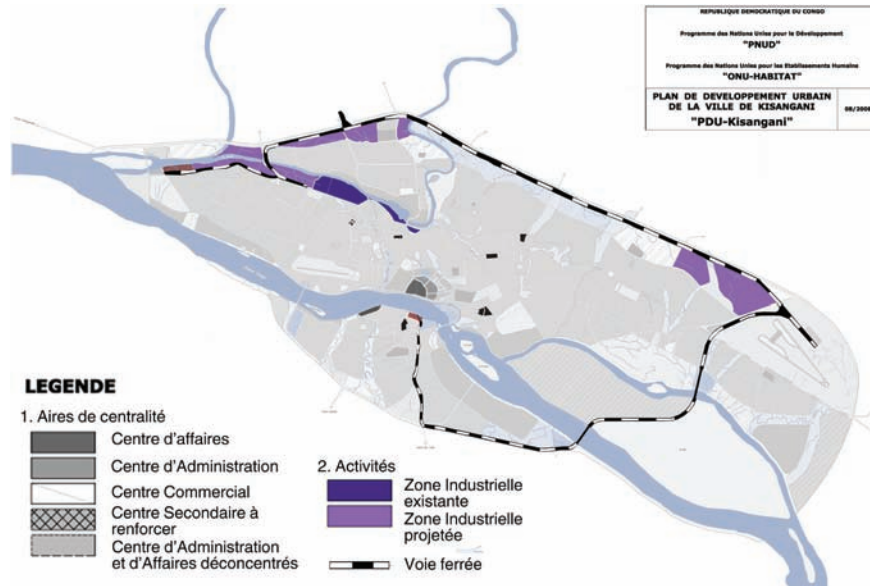 REPUBLIQUE DEMOCRATIQUE DU CONGO
Programme des Nations Unies pour le Développement
"PNUD"
Programme des Nations Unies pour les Etablissements Humains
"ONU-HABITAT"
PLAN DE DEVELOPPEMENT URBAIN
DE LA VILLE DE KISANGANI
"PDU-Kisangani"
LEGENDE
1. Aires de centralité
Centre d'affaires
Centre d'Administration
Centre Commercial
Centre Secondaire à
renforcer
Centre d'Administration
et d'Affaires déconcentrés
2. Activités
Zone Industrielle
existante
Zone Industrielle
projetée
Voie ferrée